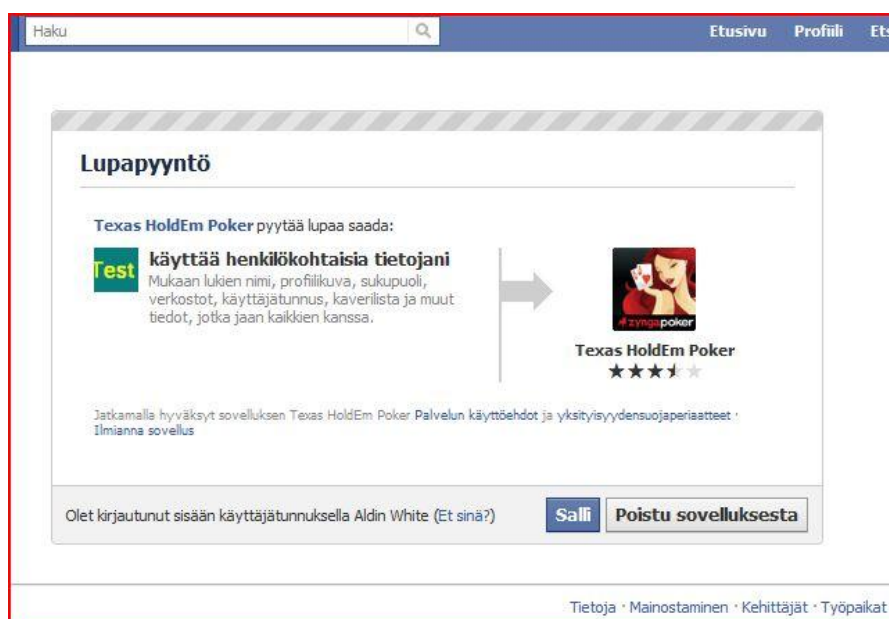 Haku
Etusivu Profiili Ets
Lupapyyntö
Texas HoldEm Poker pyytää lupaa saada:
Test
käyttää henkilökohtaisia tietojani
Mukaan lukien nimi, profiilikuva, sukupuoli,
verkostot, käyttäjätunnus, kaverilista ja muut
tiedot, jotka jaan kaikkien kanssa.
zynga poker
Texas HoldEm Poker
Jatkamalla hyväksyt sovelluksen Texas HoldEm Poker Palvelun käyttöehdot ja yksityisyydensuojaperiaatteet ·
Ilmianna sovellus
Olet kirjautunut sisään käyttäjätunnuksella Aldin White (Et sinä?)
Salli Poistu sovelluksesta
Tietoja · Mainostaminen · Kehittäjät · Työpaikat